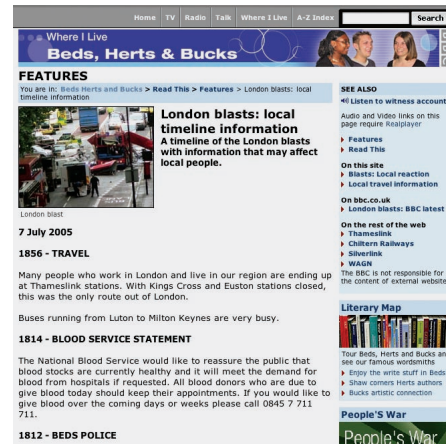 Home TV Radio Talk Where I Live A-Z Index Search
Where I Live
Beds, Herts & Bucks
FEATURES
You are in: Beds Herts and Bucks > Read This > Features > London blasts: local
timeline information
London blasts: local
timeline information
A timeline of the London blasts
with information that may affect
local people.
London blast
7 July 2005
1856 - TRAVEL
Many people who work in London and live in our region are ending up
at Thameslink stations. With Kings Cross and Euston stations closed,
this was the only route out of London.
Buses running from Luton to Milton Keynes are very busy.
1814 - BLOOD SERVICE STATEMENT
The National Blood Service would like to reassure the public that
blood stocks are currently healthy and it will meet the demand for
blood from hospitals if requested. All blood donors who are due to
give blood today should keep their appointments. If you would like to
give blood over the coming days or weeks please call 0845 7 711
711.
1812 - BEDS POLICE
SEE ALSO
Listen to witness account
Audio and Video links on this
page require Realplayer
Features
Read This
On this site
Blasts: Local reaction
Local travel information
On bbc.co.uk
London blasts: BBC latest
On the rest of the web
Thameslink
Chiltern Railways
Silverlink
WAGN
The BBC is not responsible for
the content of external website
Literary Map
Tour Beds, Herts and Bucks an
see our famous wordsmiths
Enjoy the write stuff in Beds
Shaw corners Herts authors
Bucks artistic connection
People'S War
People's War